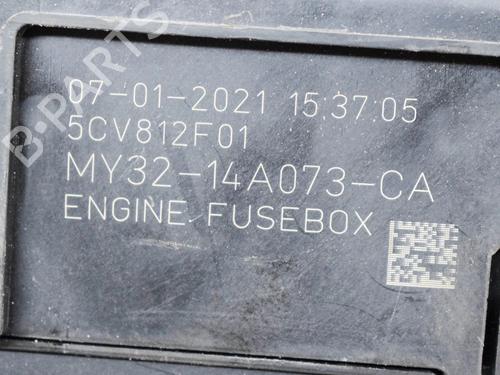 B-PARTS
07-01-2021 15:37:05
5CV812F01
MY32-14A073-CA
ENGINE FUSEBOX